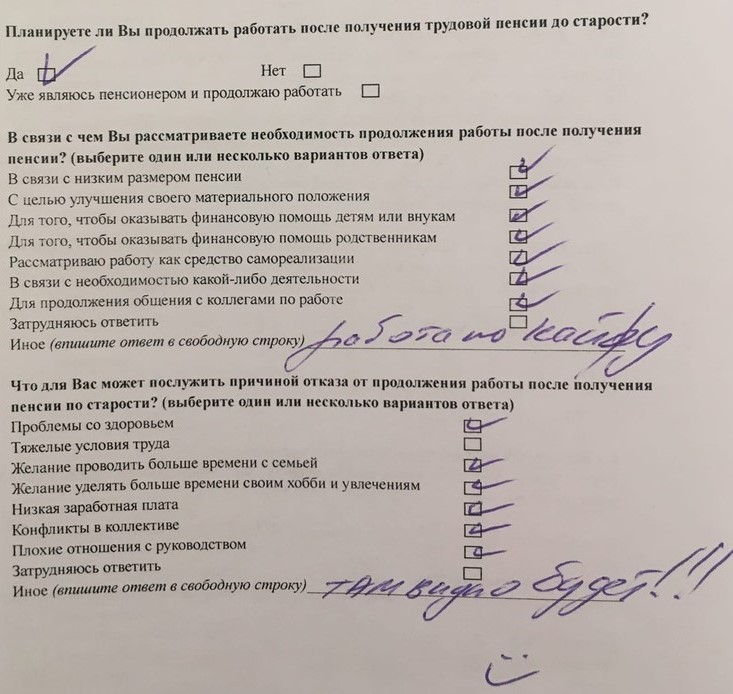 Планируете ли Вы продолжать работать после получения трудовой пенсии до старости?
Да Нет
Уже являюсь пенсионером и продолжаю работать
В связи с чем Вы рассматриваете необходимость продолжения работы после получения
пенсии? (выберите один или несколько вариантов ответа)
В связи с низким размером пенсии
С целью улучшения своего материального положения
Для того, чтобы оказывать финансовую помощь детям или внукам
Для того, чтобы оказывать финансовую помощь родственникам
Рассматриваю работу как средство самореализации
В связи с необходимостью какой-либо деятельности
Для продолжения общения с коллегами по работе
Затрудняюсь ответить
Иное (впишите ответ в свободную строку) работа по кайфу
Что для Вас может послужить причиной отказа от продолжения работы после получения
пенсии по старости? (выберите один или несколько вариантов ответа)
Проблемы со здоровьем
Тяжелые условия труда
Желание проводить больше времени с семьей
Желание уделять больше времени своим хобби и увлечениям
Низкая заработная плата
Конфликты в коллективе
Плохие отношения с руководством
Затрудняюсь ответить
Иное (впишите ответ в свободную строку) там видно будет!!!